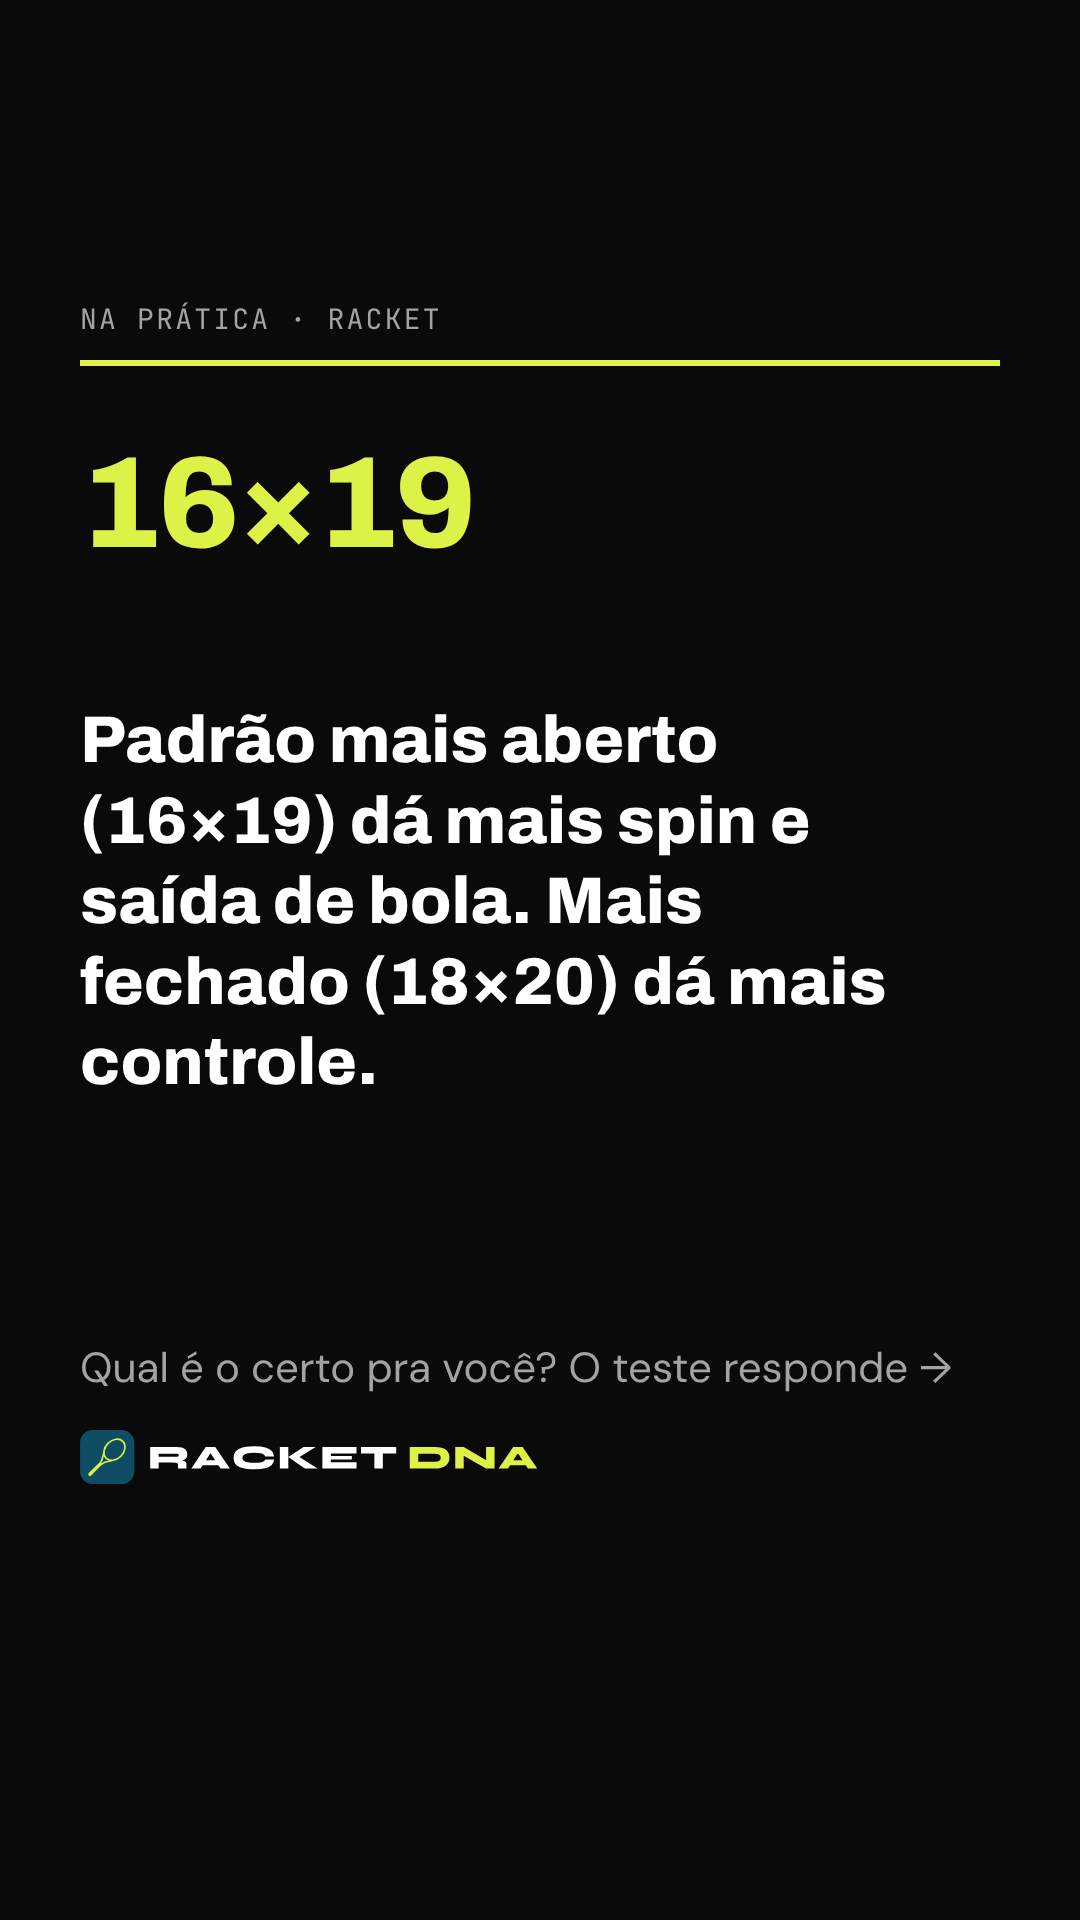 NA PRÁTICA · RACKET
16×19
Padrão mais aberto
(16×19) dá mais spin e
saída de bola. Mais
fechado (18×20) dá mais
controle.
Qual é o certo pra você? O teste responde →
RACKET DNA